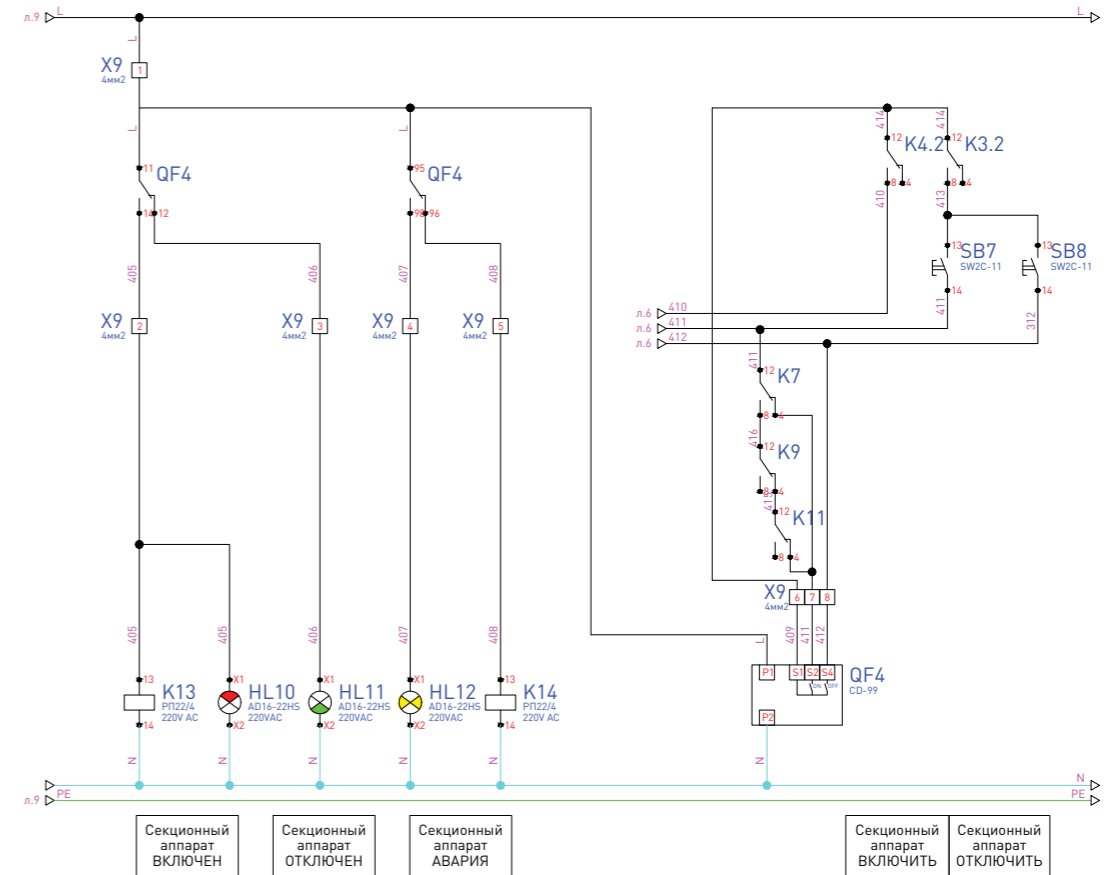 л.9 L L
L
X9 1
4мм2
L L
414 414
12 K4.2 12 K3.2
11 QF4 95 QF4
8 4 8 4
14 12 98 96
410 413
13 SB7 13 SB8
SW2C-11 SW2C-11
14 14
405 406 407 408
411 312
л.6 410
л.6 411
л.6 412
X9 2 X9 3 X9 4 X9 5
4мм2 4мм2 4мм2 4мм2
411
12 K7
8 4
416
12 K9
8 4
415
12 K11
8 4
X9 6 7 8
4мм2
405 405 406 407 408
L 409 411 412
13 X1 X1 X1 13
P1 S1 S2 S4 QF4
ON OFF CD-99
K13 HL10 HL11 HL12 K14
РП22/4 AD16-22HS AD16-22HS AD16-22HS РП22/4
220V AC 220VAC 220VAC 220VAC 220V AC
14 X2 X2 X2 14
P2
N N N N N N
N
л.9 PE PE
Секционный
аппарат
ВКЛЮЧЕН
Секционный
аппарат
ОТКЛЮЧЕН
Секционный
аппарат
АВАРИЯ
Секционный
аппарат
ВКЛЮЧИТЬ
Секционный
аппарат
ОТКЛЮЧИТЬ